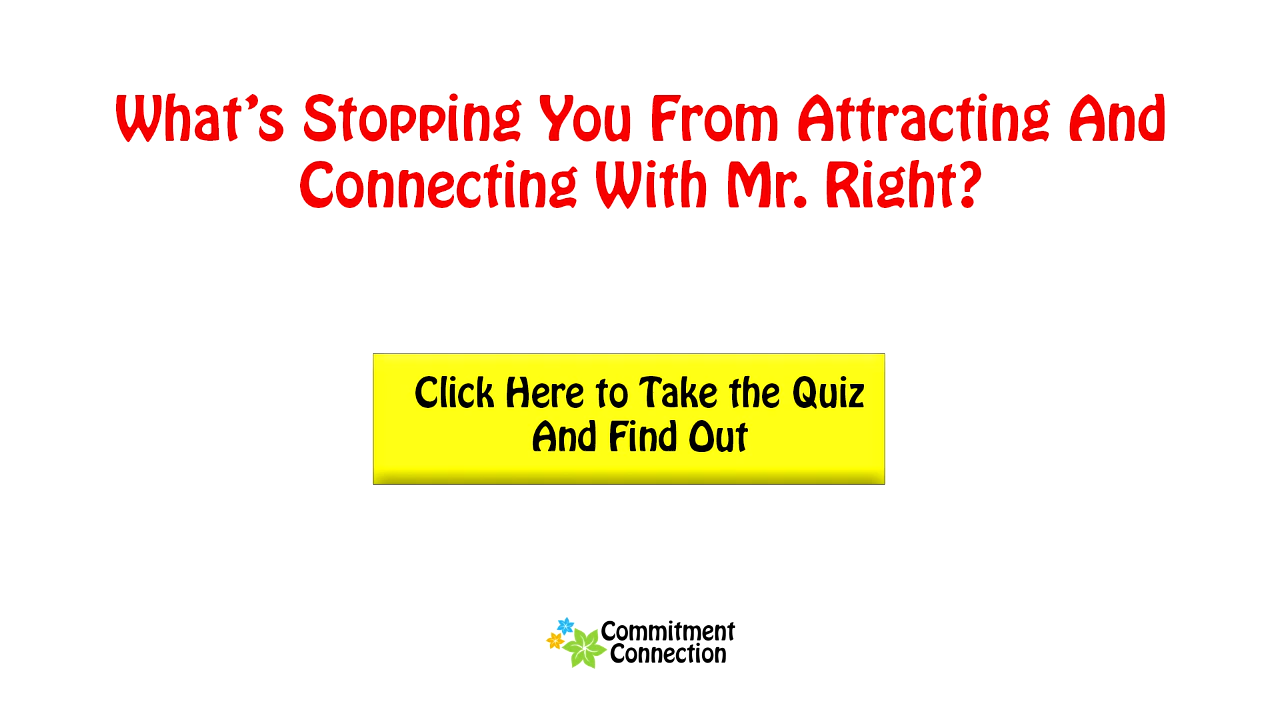 What's Stopping You From Attracting And
Connecting With Mr. Right?
Click Here to Take the Quiz
And Find Out
Commitment
Connection